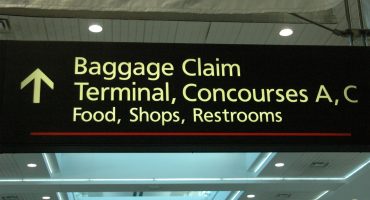 Baggage Claim
Terminal, Concourses A, C
Food, Shops, Restrooms